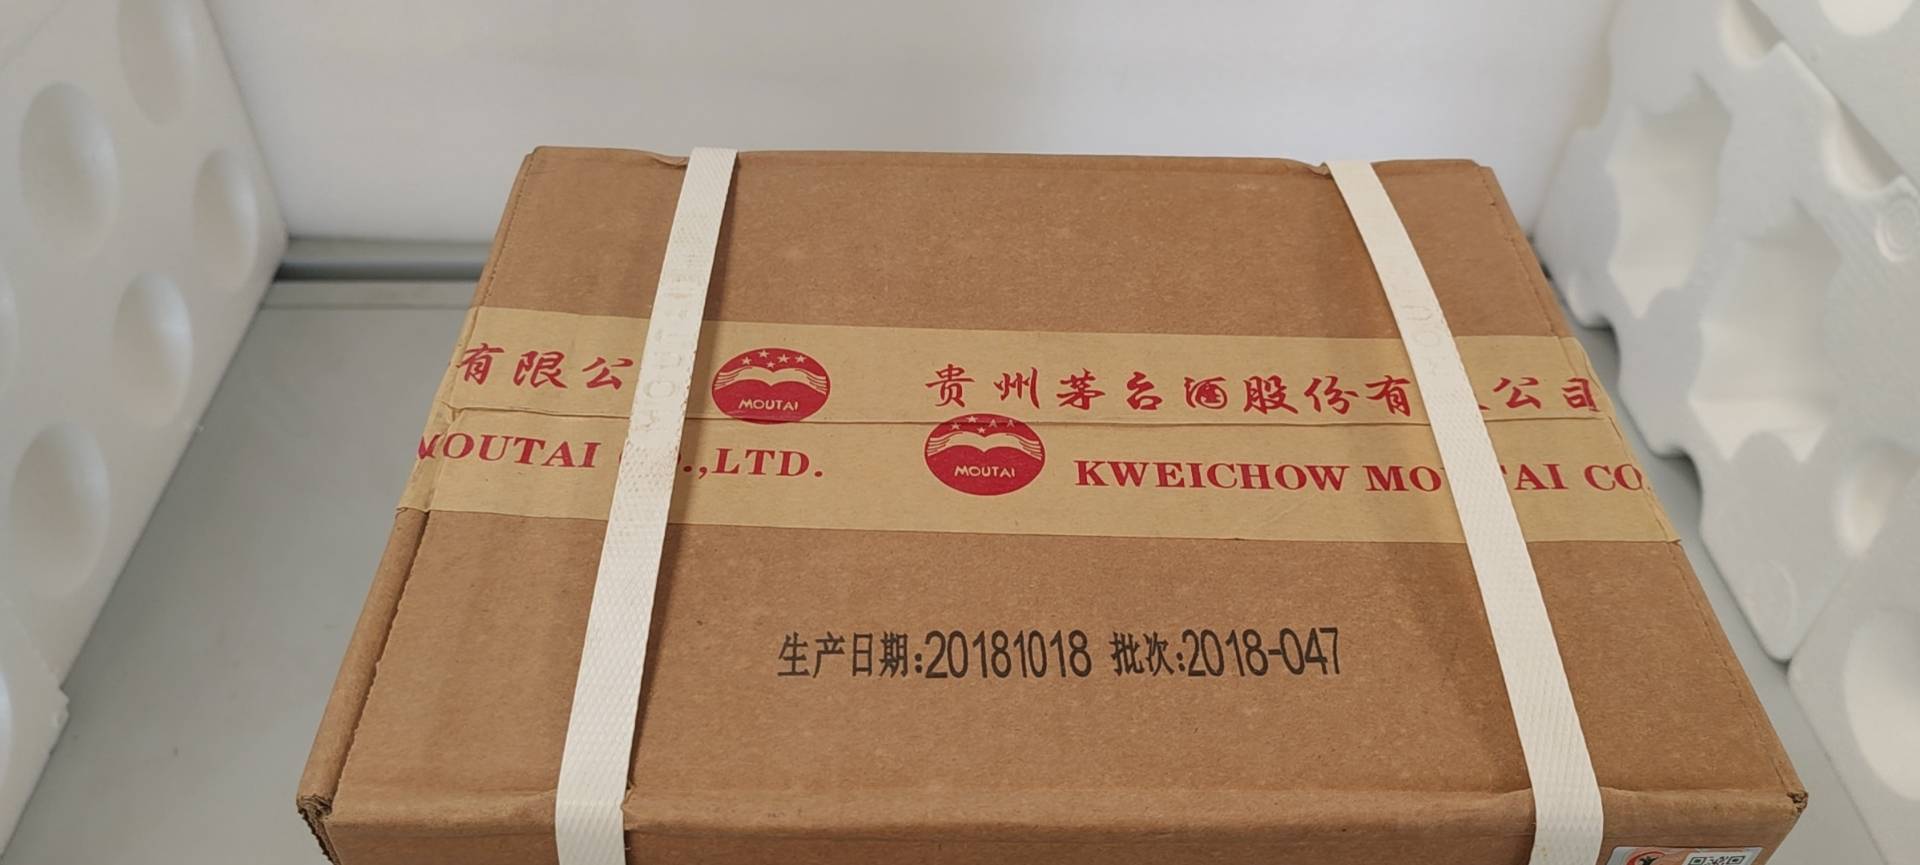 有限公
MOUTAI
贵州茅台酒股份有 公司
MOUTAI .,LTD.
MOUTAI
KWEICHOW MO TAI CO
生产日期:20181018 批次:2018-047